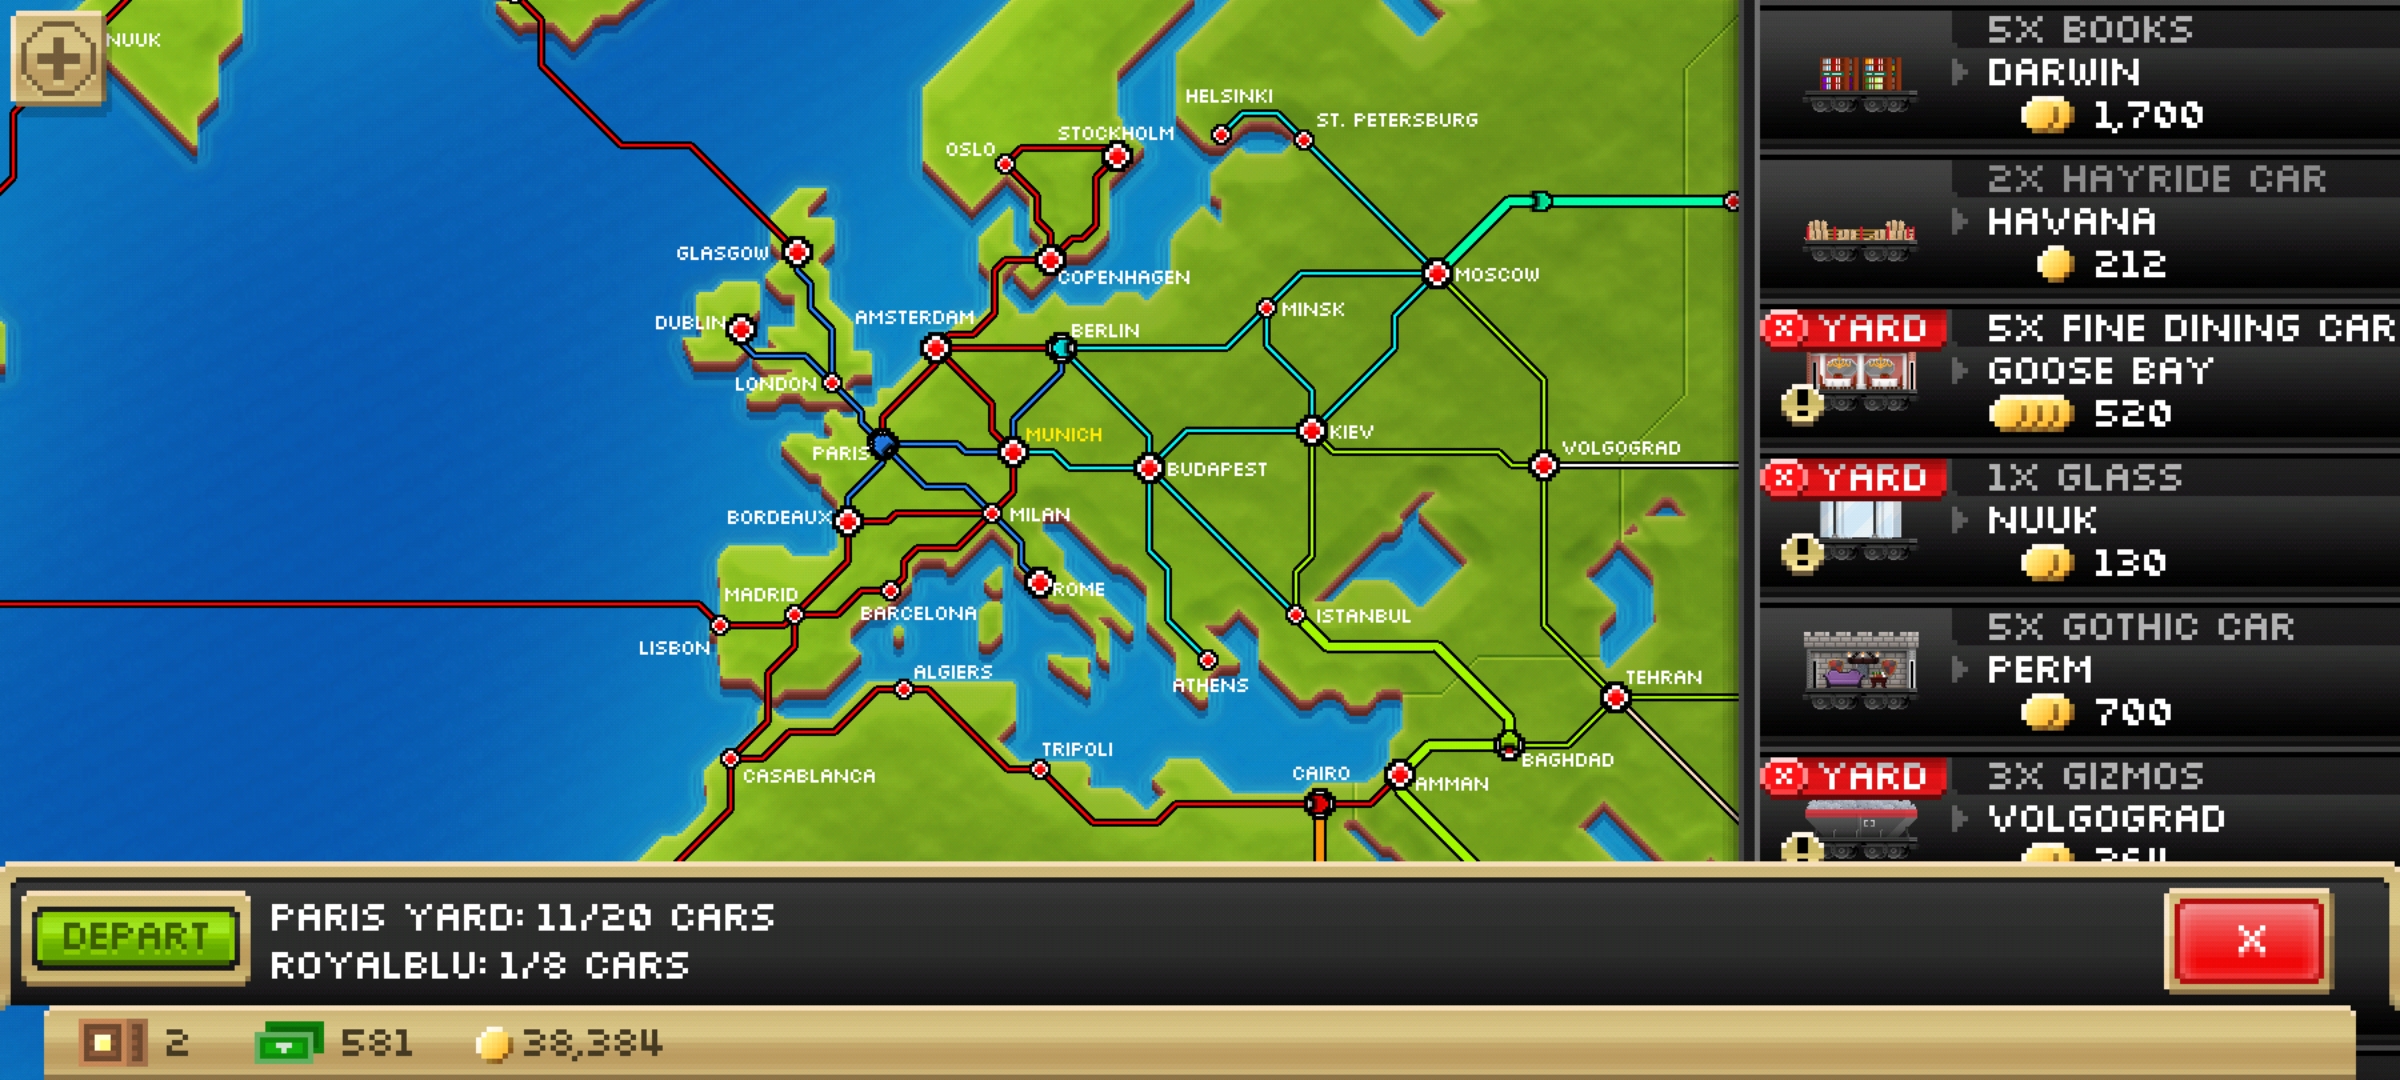 NUUK
HELSINKI
ST. PETERSBURG
STOCKHOLM
OSLO
GLASGOW
COPENHAGEN
MOSCOW
AMSTERDAM
MINSK
DUBLIN
BERLIN
LONDON
MUNICH
KIEV
PARIS
BUDAPEST
VOLGOGRAD
BORDEAUX
MILAN
MADRID
ROME
BARCELONA
ISTANBUL
LISBON
ALGIERS
ATHENS
TEHRAN
TRIPOLI
CASABLANCA
CAIRO
BAGHDAD
AMMAN
5X BOOKS
DARWIN
1,700
2X HAYRIDE CAR
HAVANA
212
X YARD 5X FINE DINING CAR
GOOSE BAY
520
X YARD 1X GLASS
NUUK
130
5X GOTHIC CAR
PERM
700
X YARD 3X GIZMOS
VOLGOGRAD
DEPART
PARIS YARD: 11/20 CARS
ROYALBLU: 1/8 CARS
X
2 581 38,384